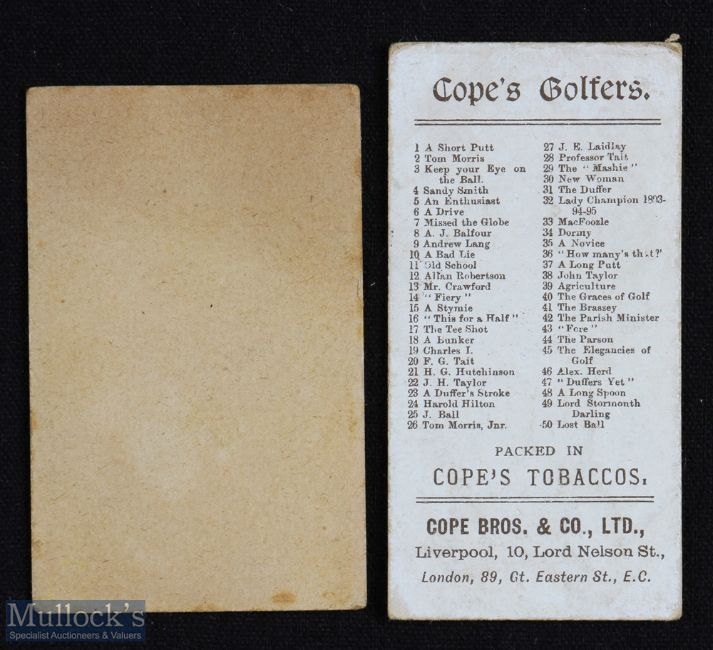 Cope's Golfers.
1 A Short Putt
2 Tom Morris
3 Keep your Eye on
the Ball.
4 Sandy Smith
5 An Enthusiast
6 A Drive
7 Missed the Globe
8 A. J. Balfour
9 Andrew Lang
10 A Bad Lie
11 Old School
12 Allan Robertson
13 Mr. Crawford
14 "Fiery"
15 A Stymie
16 "This for a Half"
17 The Tee Shot
18 A Bunker
19 Charles I.
20 F. G. Tait
21 H. G. Hutchinson
22 J. H. Taylor
23 A Duffer's Stroke
24 Harold Hilton
25 J. Ball
26 Tom Morris, Jnr.
27 J. E. Laidlay
28 Professor Tait
29 The "Mashie"
30 New Woman
31 The Duffer
32 Lady Champion 1893-
94-95
33 MacFoozle
34 Dormy
35 A Novice
36 "How many's that?"
37 A Long Putt
38 John Taylor
39 Agriculture
40 The Graces of Golf
41 The Brassey
42 The Parish Minister
43 "Fore"
44 The Parson
45 The Elegancies of
Golf
46 Alex. Herd
47 "Duffers Yet"
48 A Long Spoon
49 Lord Stormonth
Darling
50 Lost Ball
PACKED IN
COPE'S TOBACCOS.
COPE BROS. & CO., LTD.,
Liverpool, 10, Lord Nelson St.,
London, 89, Gt. Eastern St., E.C.
Mullock's
Specialist Auctioneers & Valuers